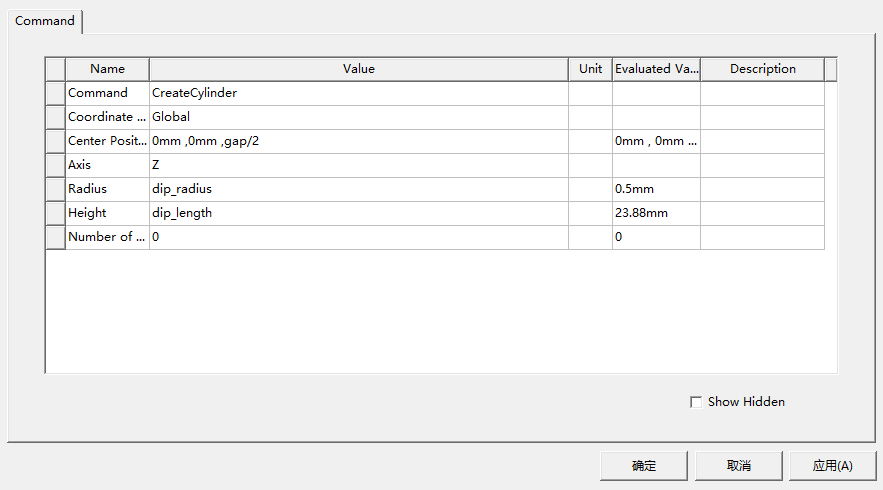 Command
Name Value Unit Evaluated Va... Description
Command CreateCylinder
Coordinate ... Global
Center Posit... 0mm ,0mm ,gap/2 0mm , 0mm ...
Axis Z
Radius dip_radius 0.5mm
Height dip_length 23.88mm
Number of ... 0 0
Show Hidden
确定 取消 应用(A)